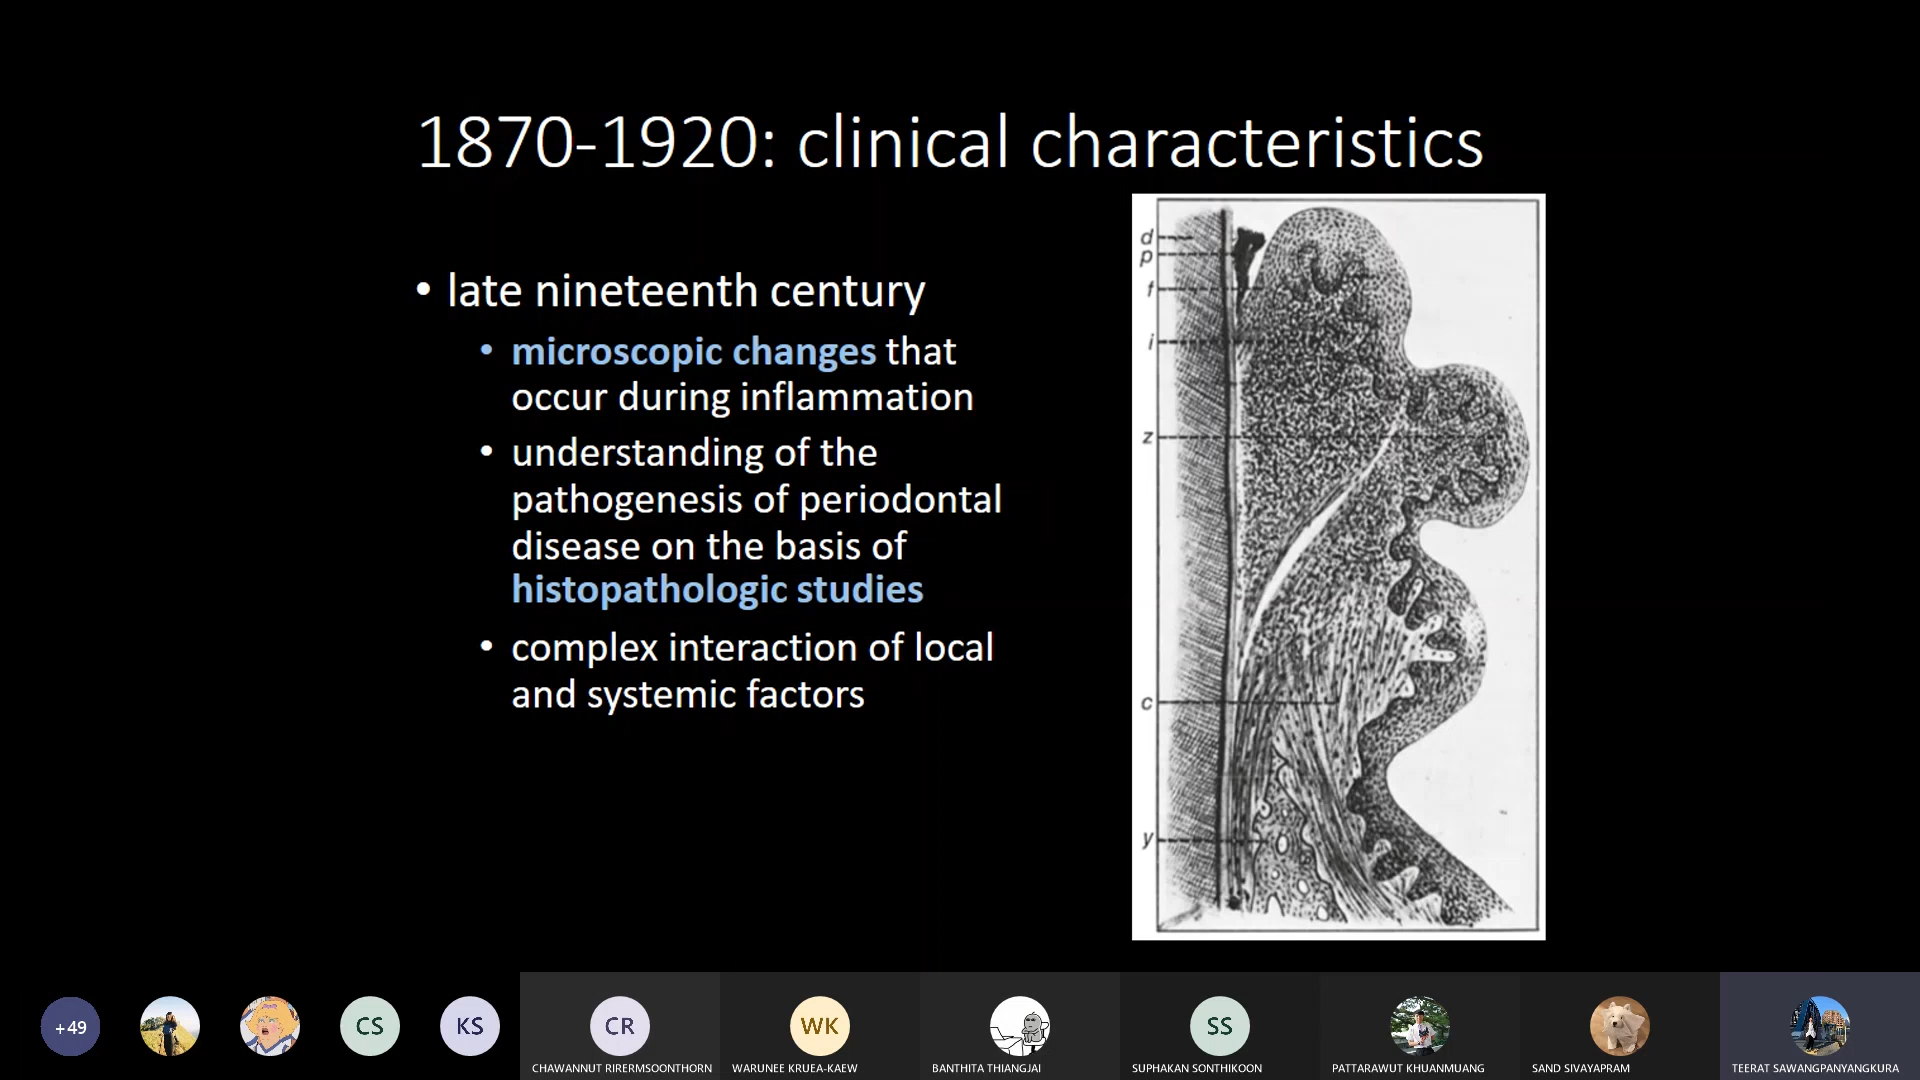 1870-1920: clinical characteristics
• late nineteenth century
• microscopic changes that
occur during inflammation
• understanding of the
pathogenesis of periodontal
disease on the basis of
histopathologic studies
• complex interaction of local
and systemic factors
d
p
f
i
z
c
y
+49
CS
KS
CR
WK
SS
CHAWANNUT RIRERMSOONTHORN
WARUNEE KRUEA-KAEW
BANTHITA THIANGJAI
SUPHAKAN SONTHIKOON
PATTARAWUT KHUANMUANG
SAND SIVAYAPRAM
TEERAT SAWANGPANYANGKURA